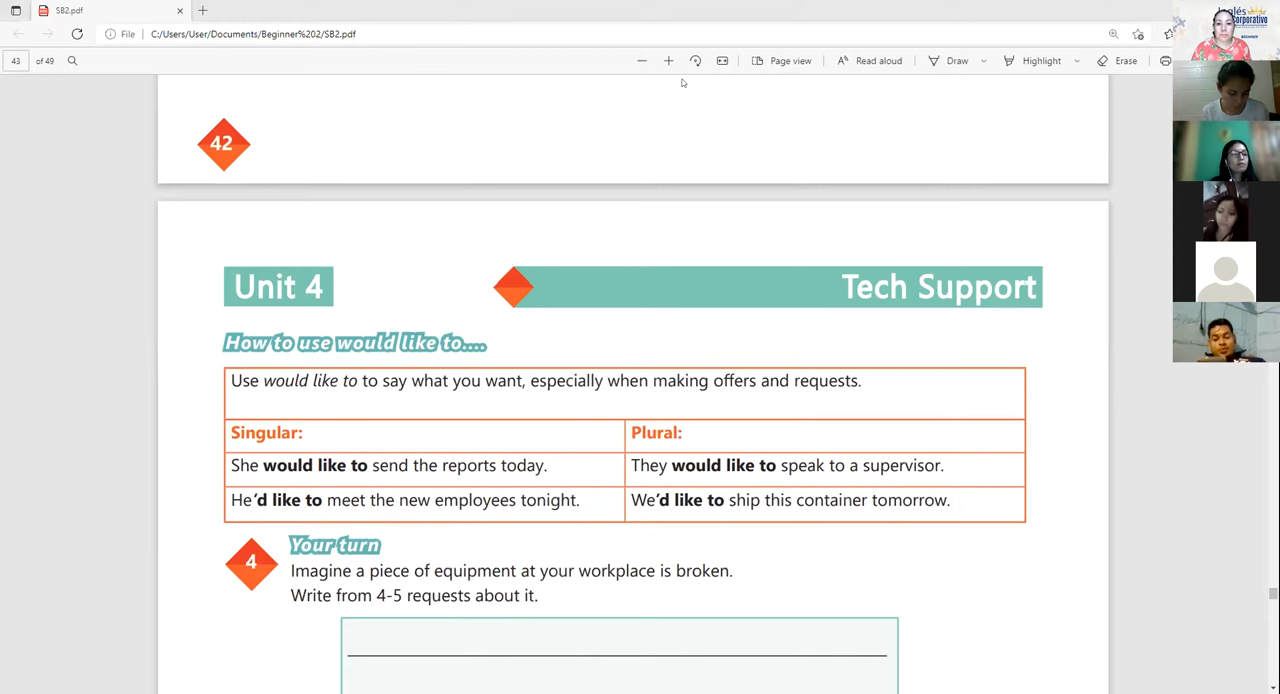 SB2.pdf
File C:/Users/User/Documents/Beginner%202/SB2.pdf
43 of 49 Page view Read aloud Draw Highlight Erase
Inglés
Corporativo
BEGINNER
42
Unit 4 Tech Support
How to use would like to....
Use would like to to say what you want, especially when making offers and requests.
Singular: Plural:
She would like to send the reports today. They would like to speak to a supervisor.
He'd like to meet the new employees tonight. We'd like to ship this container tomorrow.
4 Your turn
Imagine a piece of equipment at your workplace is broken.
Write from 4-5 requests about it.